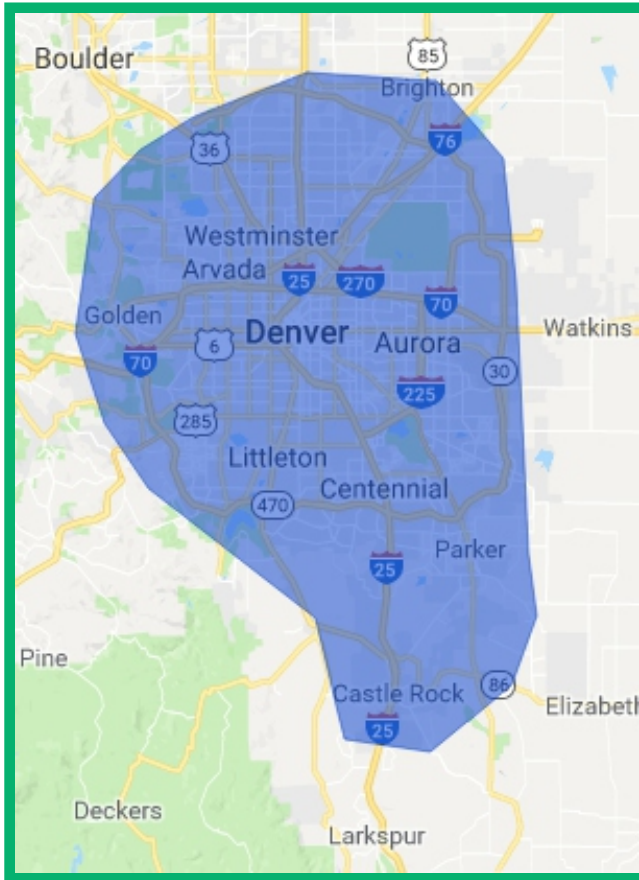 Boulder
85
Brighton
76
36
Westminster
Arvada
25
270
70
Golden
Denver
Watkins
6
Aurora
70
30
225
285
Littleton
Centennial
470
Parker
25
Pine
86
Castle Rock
Elizabeth
25
Deckers
Larkspur